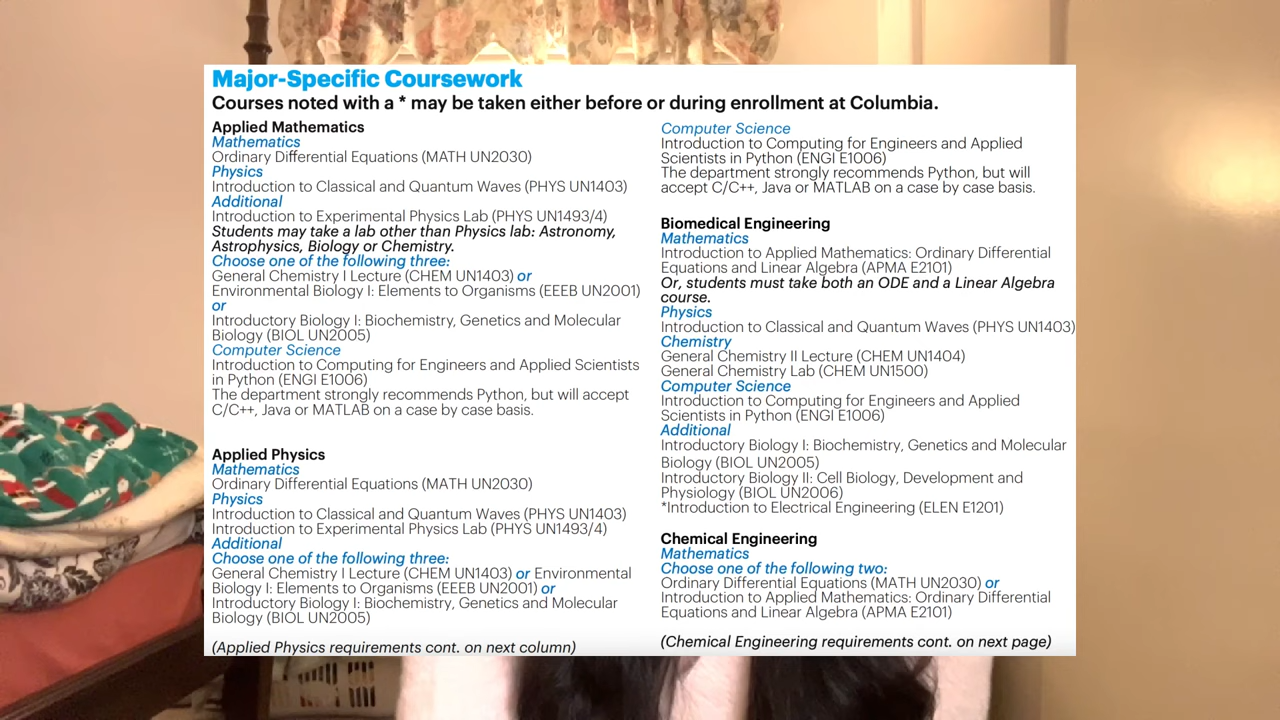 Major-Specific Coursework
Courses noted with a * may be taken either before or during enrollment at Columbia.
Applied Mathematics
Mathematics
Ordinary Differential Equations (MATH UN2030)
Physics
Introduction to Classical and Quantum Waves (PHYS UN1403)
Additional
Introduction to Experimental Physics Lab (PHYS UN1493/4)
Students may take a lab other than Physics lab: Astronomy,
Astrophysics, Biology or Chemistry.
Choose one of the following three:
General Chemistry I Lecture (CHEM UN1403) or
Environmental Biology I: Elements to Organisms (EEEB UN2001)
or
Introductory Biology I: Biochemistry, Genetics and Molecular
Biology (BIOL UN2005)
Computer Science
Introduction to Computing for Engineers and Applied Scientists
in Python (ENGI E1006)
The department strongly recommends Python, but will accept
C/C++, Java or MATLAB on a case by case basis.
Applied Physics
Mathematics
Ordinary Differential Equations (MATH UN2030)
Physics
Introduction to Classical and Quantum Waves (PHYS UN1403)
Introduction to Experimental Physics Lab (PHYS UN1493/4)
Additional
Choose one of the following three:
General Chemistry I Lecture (CHEM UN1403) or Environmental
Biology I: Elements to Organisms (EEEB UN2001) or
Introductory Biology I: Biochemistry, Genetics and Molecular
Biology (BIOL UN2005)
(Applied Physics requirements cont. on next column)
Computer Science
Introduction to Computing for Engineers and Applied
Scientists in Python (ENGI E1006)
The department strongly recommends Python, but will
accept C/C++, Java or MATLAB on a case by case basis.
Biomedical Engineering
Mathematics
Introduction to Applied Mathematics: Ordinary Differential
Equations and Linear Algebra (APMA E2101)
Or, students must take both an ODE and a Linear Algebra
course.
Physics
Introduction to Classical and Quantum Waves (PHYS UN1403)
Chemistry
General Chemistry II Lecture (CHEM UN1404)
General Chemistry Lab (CHEM UN1500)
Computer Science
Introduction to Computing for Engineers and Applied
Scientists in Python (ENGI E1006)
Additional
Introductory Biology I: Biochemistry, Genetics and Molecular
Biology (BIOL UN2005)
Introductory Biology II: Cell Biology, Development and
Physiology (BIOL UN2006)
*Introduction to Electrical Engineering (ELEN E1201)
Chemical Engineering
Mathematics
Choose one of the following two:
Ordinary Differential Equations (MATH UN2030) or
Introduction to Applied Mathematics: Ordinary Differential
Equations and Linear Algebra (APMA E2101)
(Chemical Engineering requirements cont. on next page)